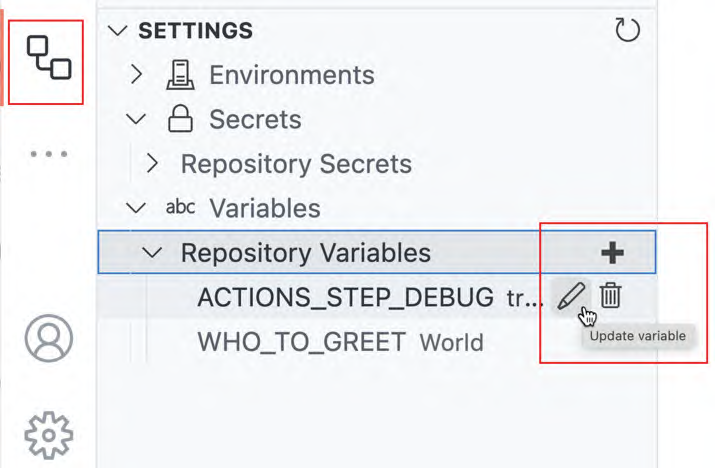 SETTINGS
Environments
Secrets
Repository Secrets
abc Variables
Repository Variables
ACTIONS_STEP_DEBUG tr...
Update variable
WHO_TO_GREET World